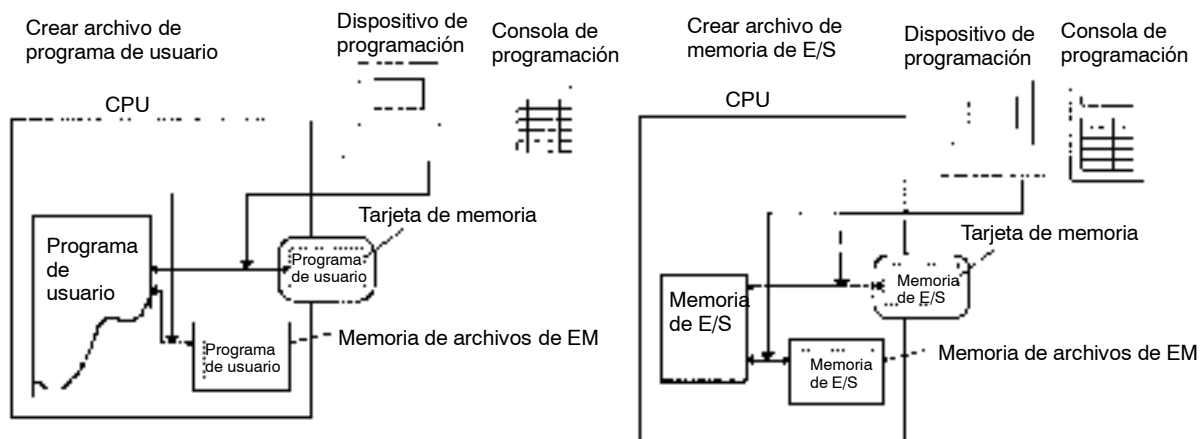 Crear archivo de
programa de usuario
Dispositivo de
programación
Consola de
programación
CPU
Programa
de
usuario
Tarjeta de memoria
Programa
de usuario
Memoria de archivos de EM
Programa
de usuario
Crear archivo de
memoria de E/S
Dispositivo de
programación
Consola de
programación
CPU
Tarjeta de memoria
Memoria
de E/S
Memoria
de E/S
Memoria de archivos de EM
Memoria
de E/S